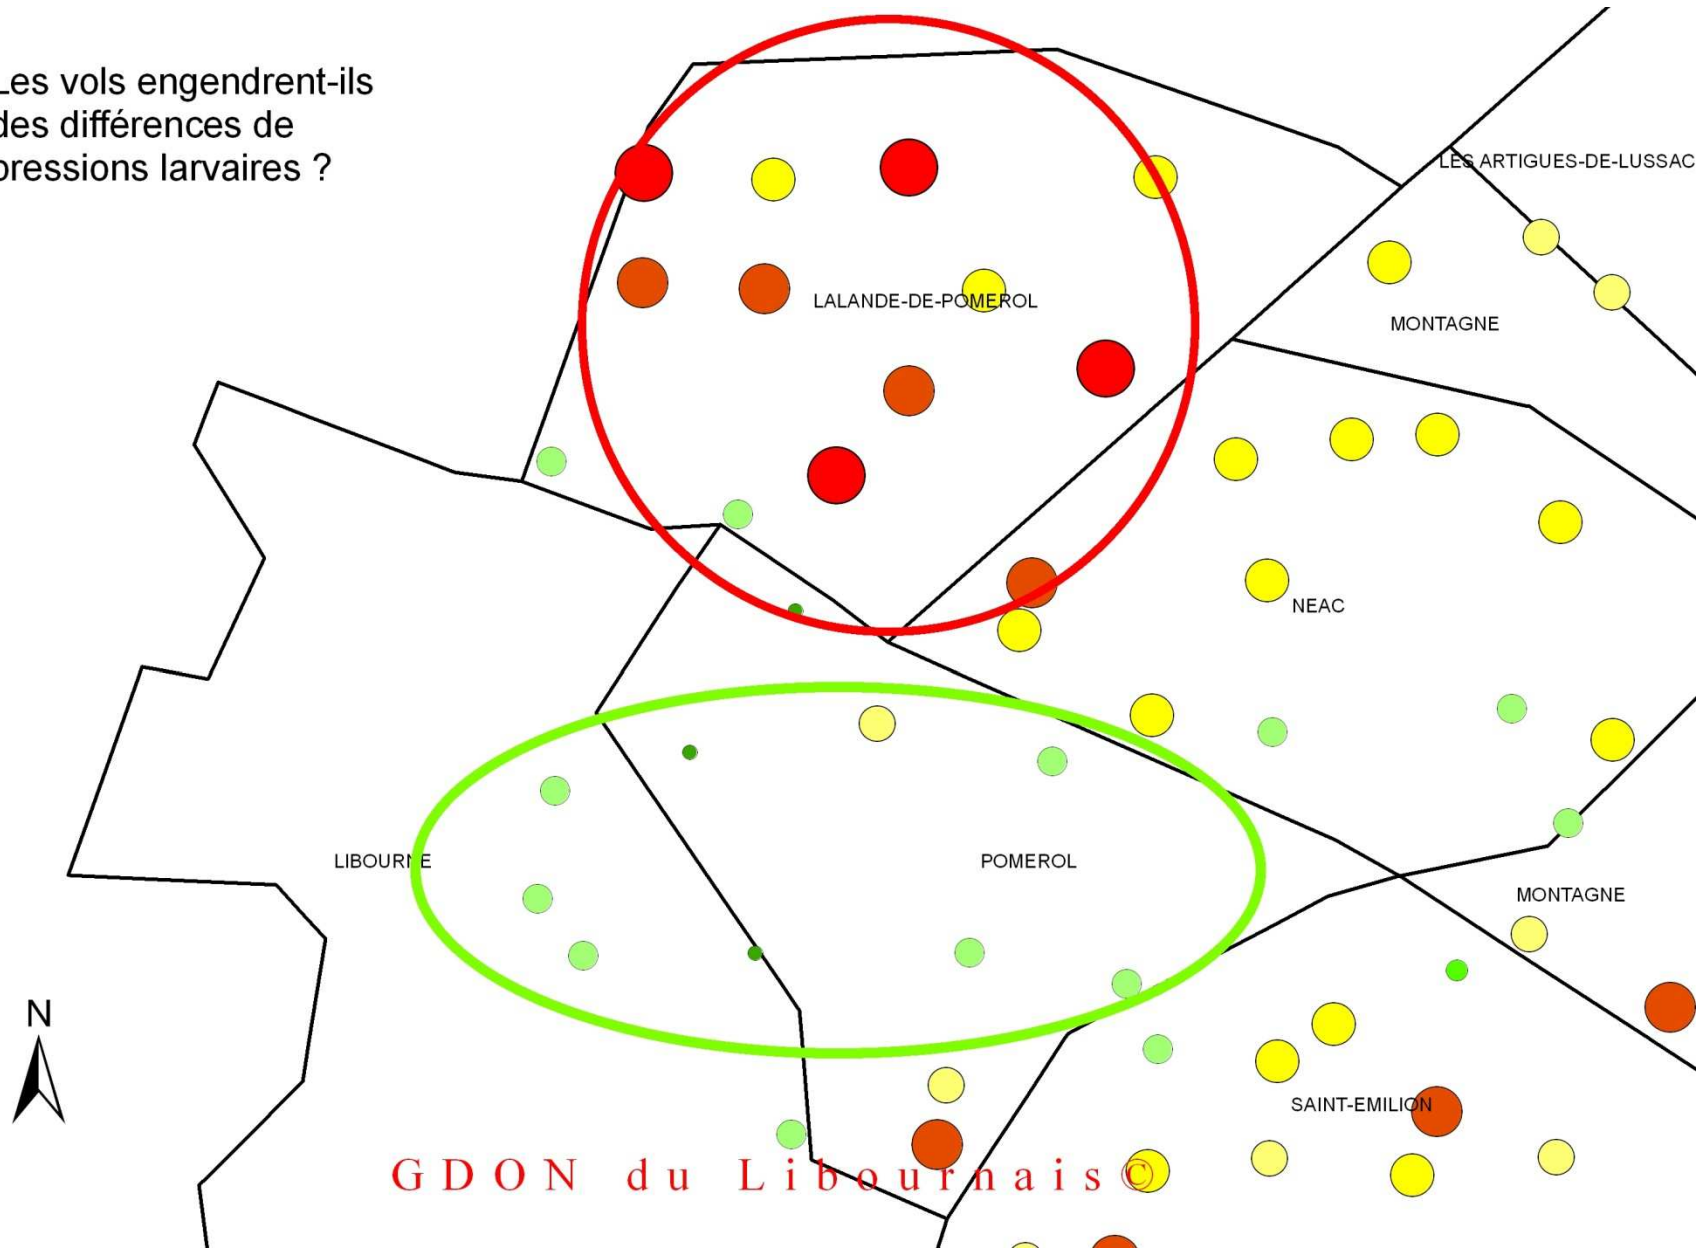 Les vols engendrent-ils
des différences de
pressions larvaires ?
LES ARTIGUES-DE-LUSSAC
LALANDE-DE-POMEROL
MONTAGNE
NEAC
LIBOURNE
POMEROL
MONTAGNE
N
SAINT-EMILION
GDON du Libournais©